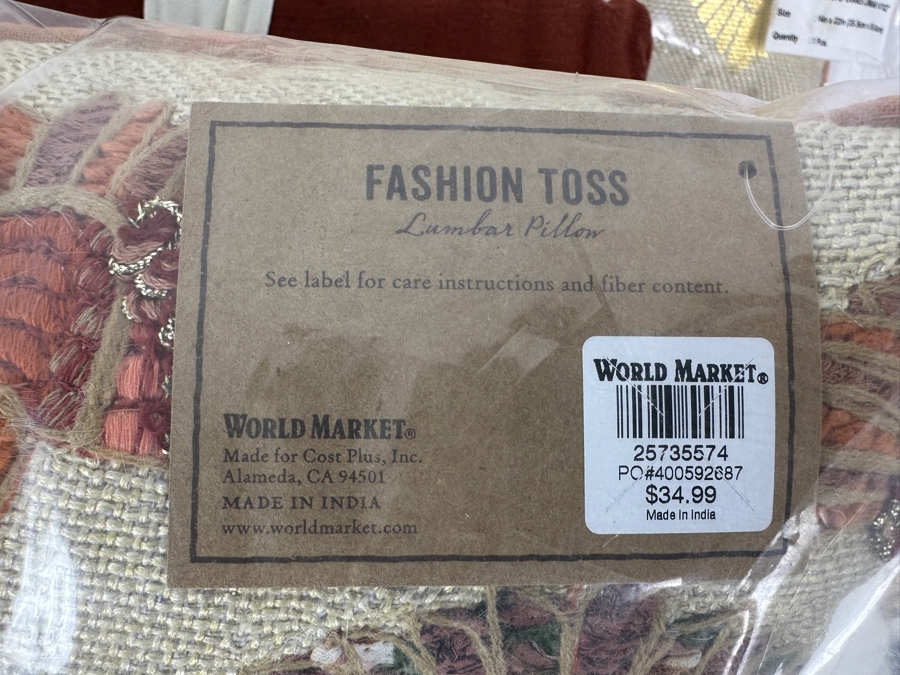 Size
Quantity
FASHION TOSS
Lumbar Pillow
See label for care instructions and fiber content.
WORLD MARKET®
Made for Cost Plus, Inc.
Alameda, CA 94501
MADE IN INDIA
www.worldmarket.com
WORLD MARKET®
25735574
PO#400592687
$34.99
Made In India